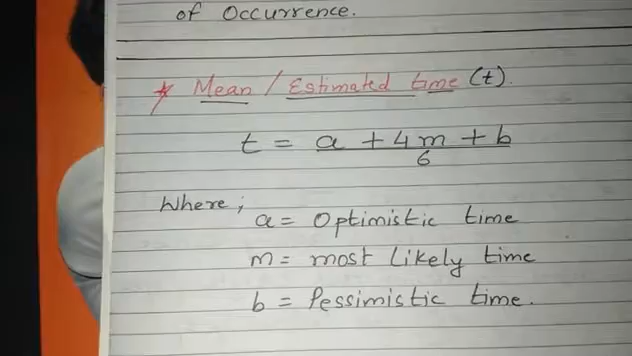 of Occurrence.
* Mean / Estimated time (t).
t = a + 4m + b
6
Where ;
a = Optimistic time
m = most likely time
b = Pessimistic time.